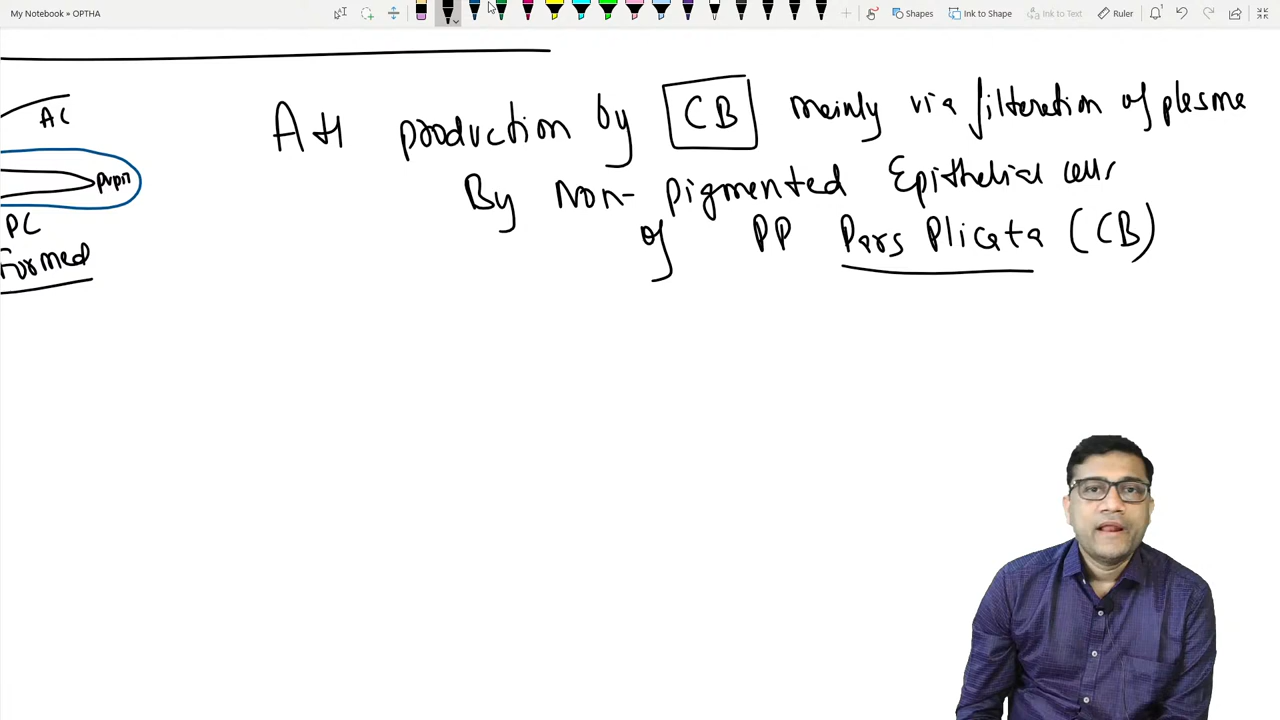 My Notebook » OPTHA
Shapes
Ink to Shape
Ink to Text
Ruler
AC
pupil
PC
Formed
AH production by CB mainly via filteration of plasma
By Non-pigmented Epithelial cells
of PP Pars Plicata (CB)